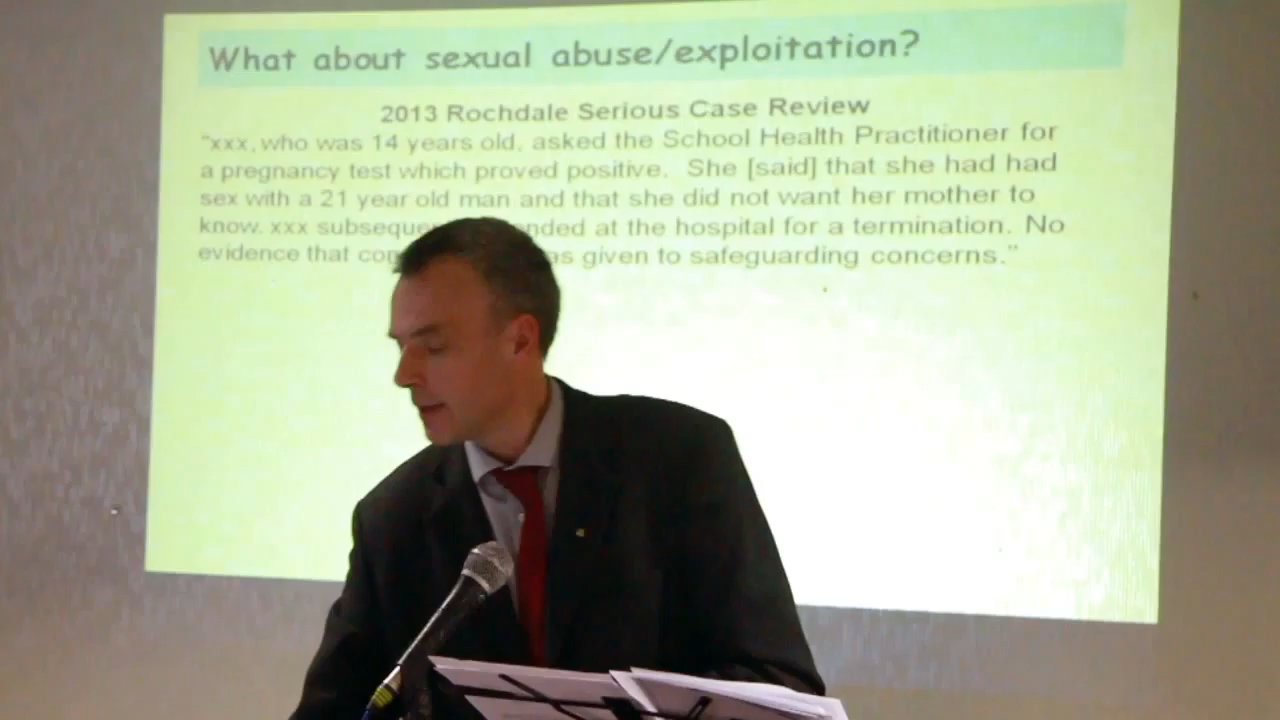 What about sexual abuse/exploitation?
2013 Rochdale Serious Case Review
"xxx, who was 14 years old, asked the School Health Practitioner for
a pregnancy test which proved positive. She [said] that she had had
sex with a 21 year old man and that she did not want her mother to
know. xxx at the hospital for a termination. No
evidence that given to safeguarding concerns."